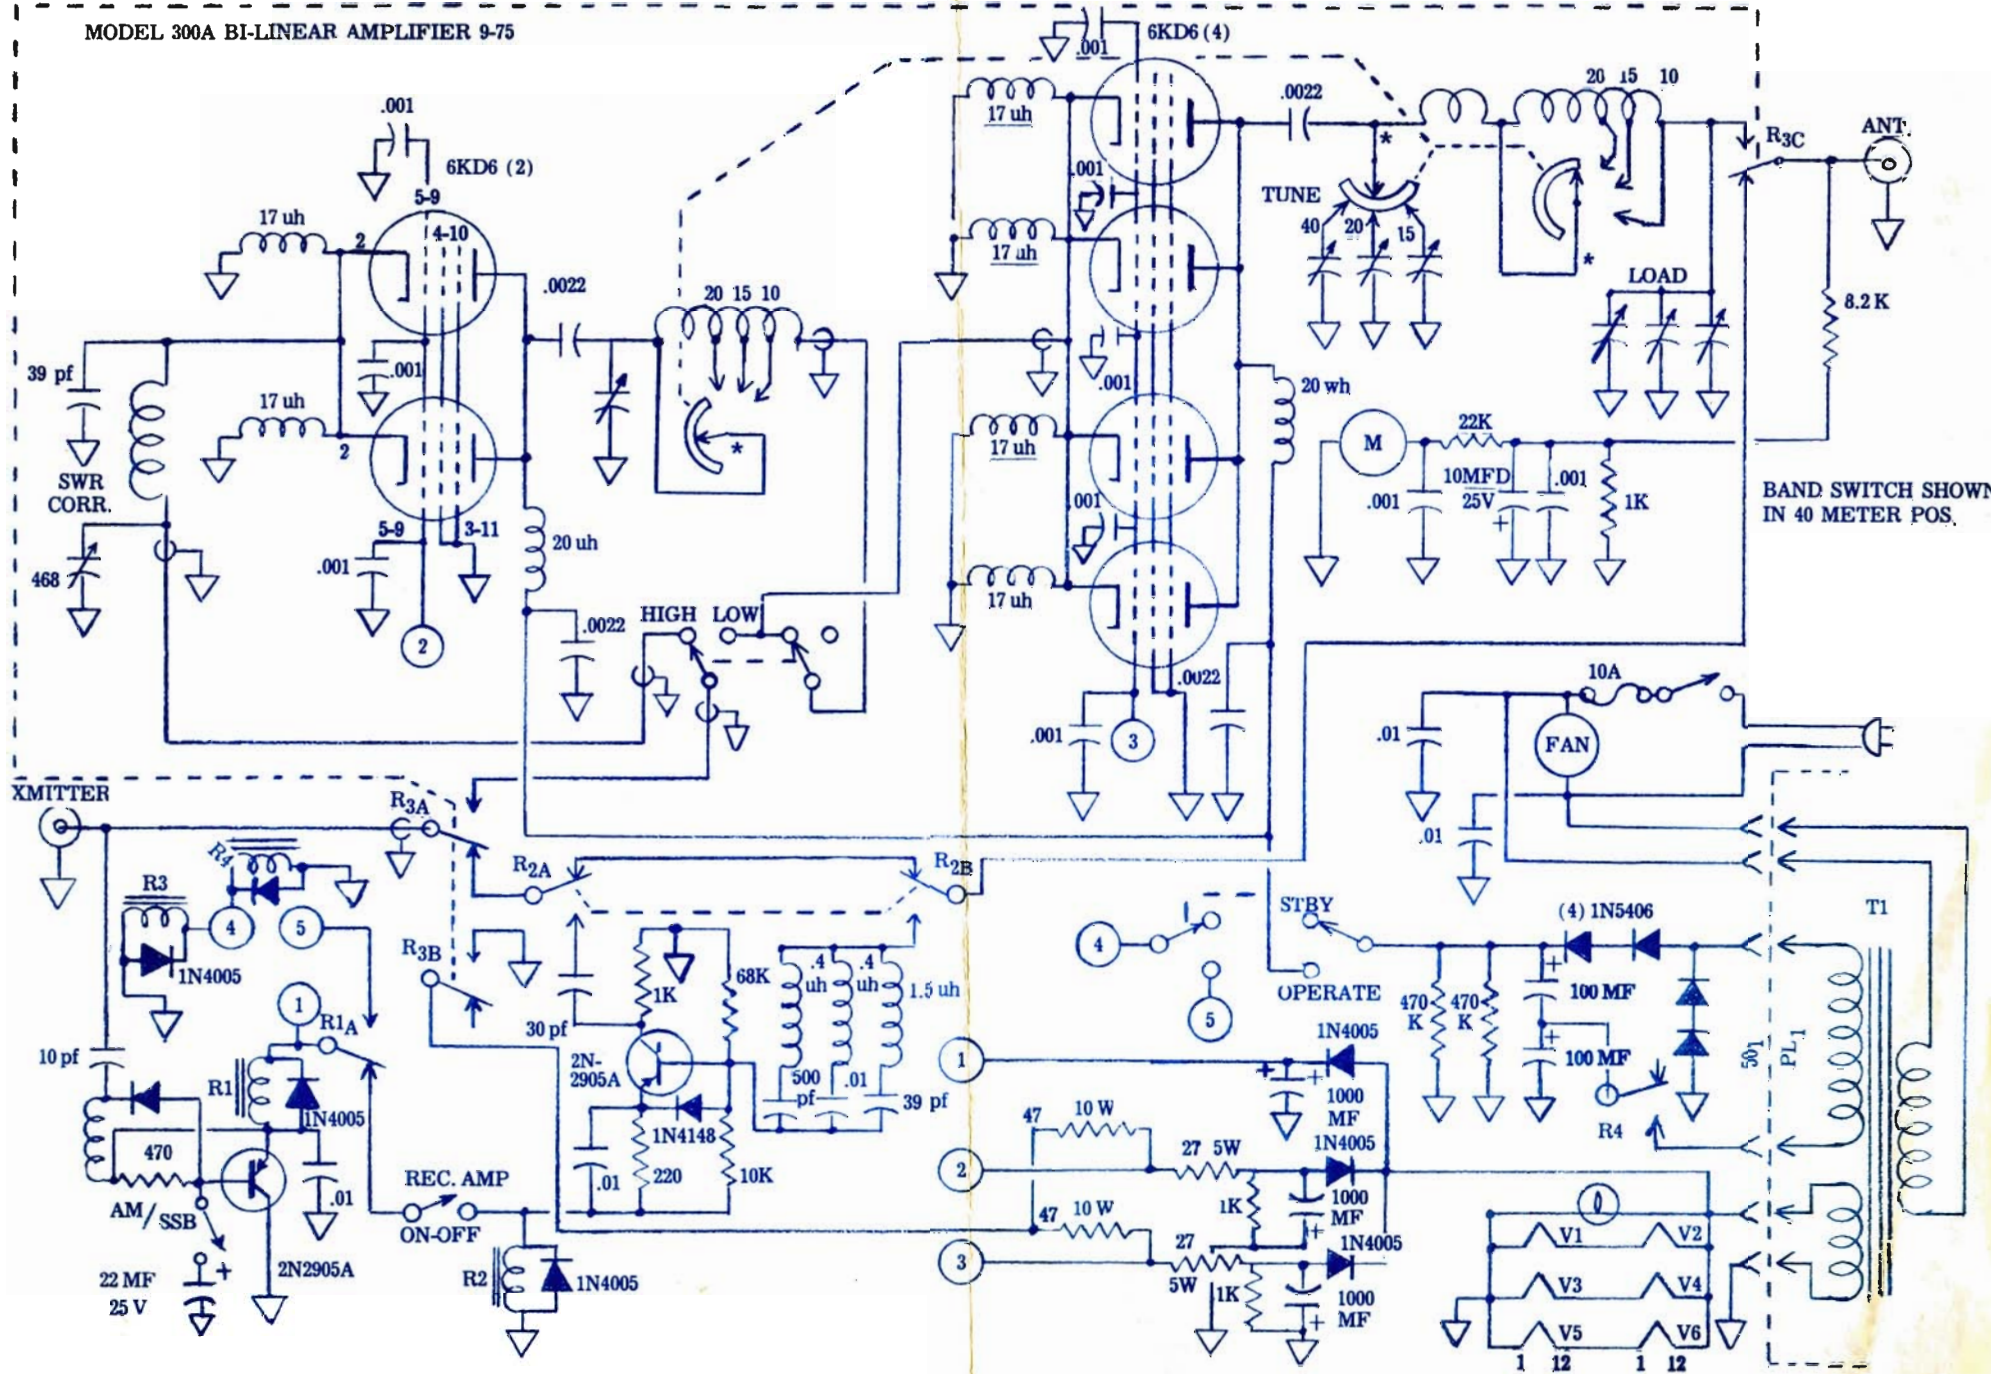 MODEL 300A BI-LINEAR AMPLIFIER 9-75
.001
6KD6 (2)
5-9
4-10
17 uh
2
.0022
20 15 10
39 pf
.001
17 uh
2
*
SWR
CORR.
5-9
3-11
.001
20 uh
468
2
.0022
HIGH LOW
.001
6KD6 (4)
17 uh
.001
.0022
20 15 10
*
R3C
ANT.
TUNE
40 20 15
17 uh
*
LOAD
8.2 K
.001
20 wh
17 uh
M
22K
.001
10MFD
25V
+
.001
1K
001
BAND SWITCH SHOWN
IN 40 METER POS.
17 uh
.0022
.001
3
10A
.01
FAN
.01
XMITTER
R3A
R4
R3
4
5
1N4005
R2A
R2B
R3B
1
R1A
10 pf
R1
1N4005
470
AM/SSB
.01
22 MF
25 V
+
2N2905A
REC. AMP
ON-OFF
R2
1N4005
30 pf
1K
68K
2N-
2905A
1N4148
.01
220
10K
.4
uh
.4
uh
1.5 uh
500
pf
.01
39 pf
STBY
4
OPERATE
5
(4) 1N5406
T1
470
K
470
K
+
100 MF
+
100 MF
R4
501
PL1
1
1N4005
+
+
1000
MF
47
10 W
2
27 5W
1N4005
1K
1000
MF
+
47
10 W
3
27
5W
1N4005
1K
1000
MF
+
V1 V2
V3 V4
V5 V6
1 12 1 12